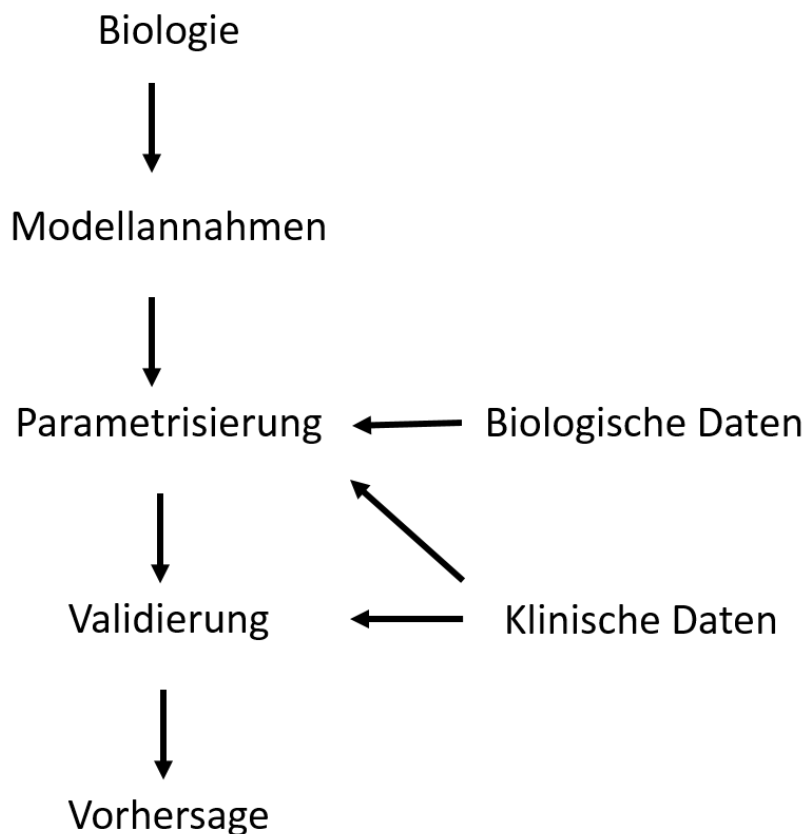 Biologie
Modellannahmen
Parametrisierung
Biologische Daten
Validierung
Klinische Daten
Vorhersage